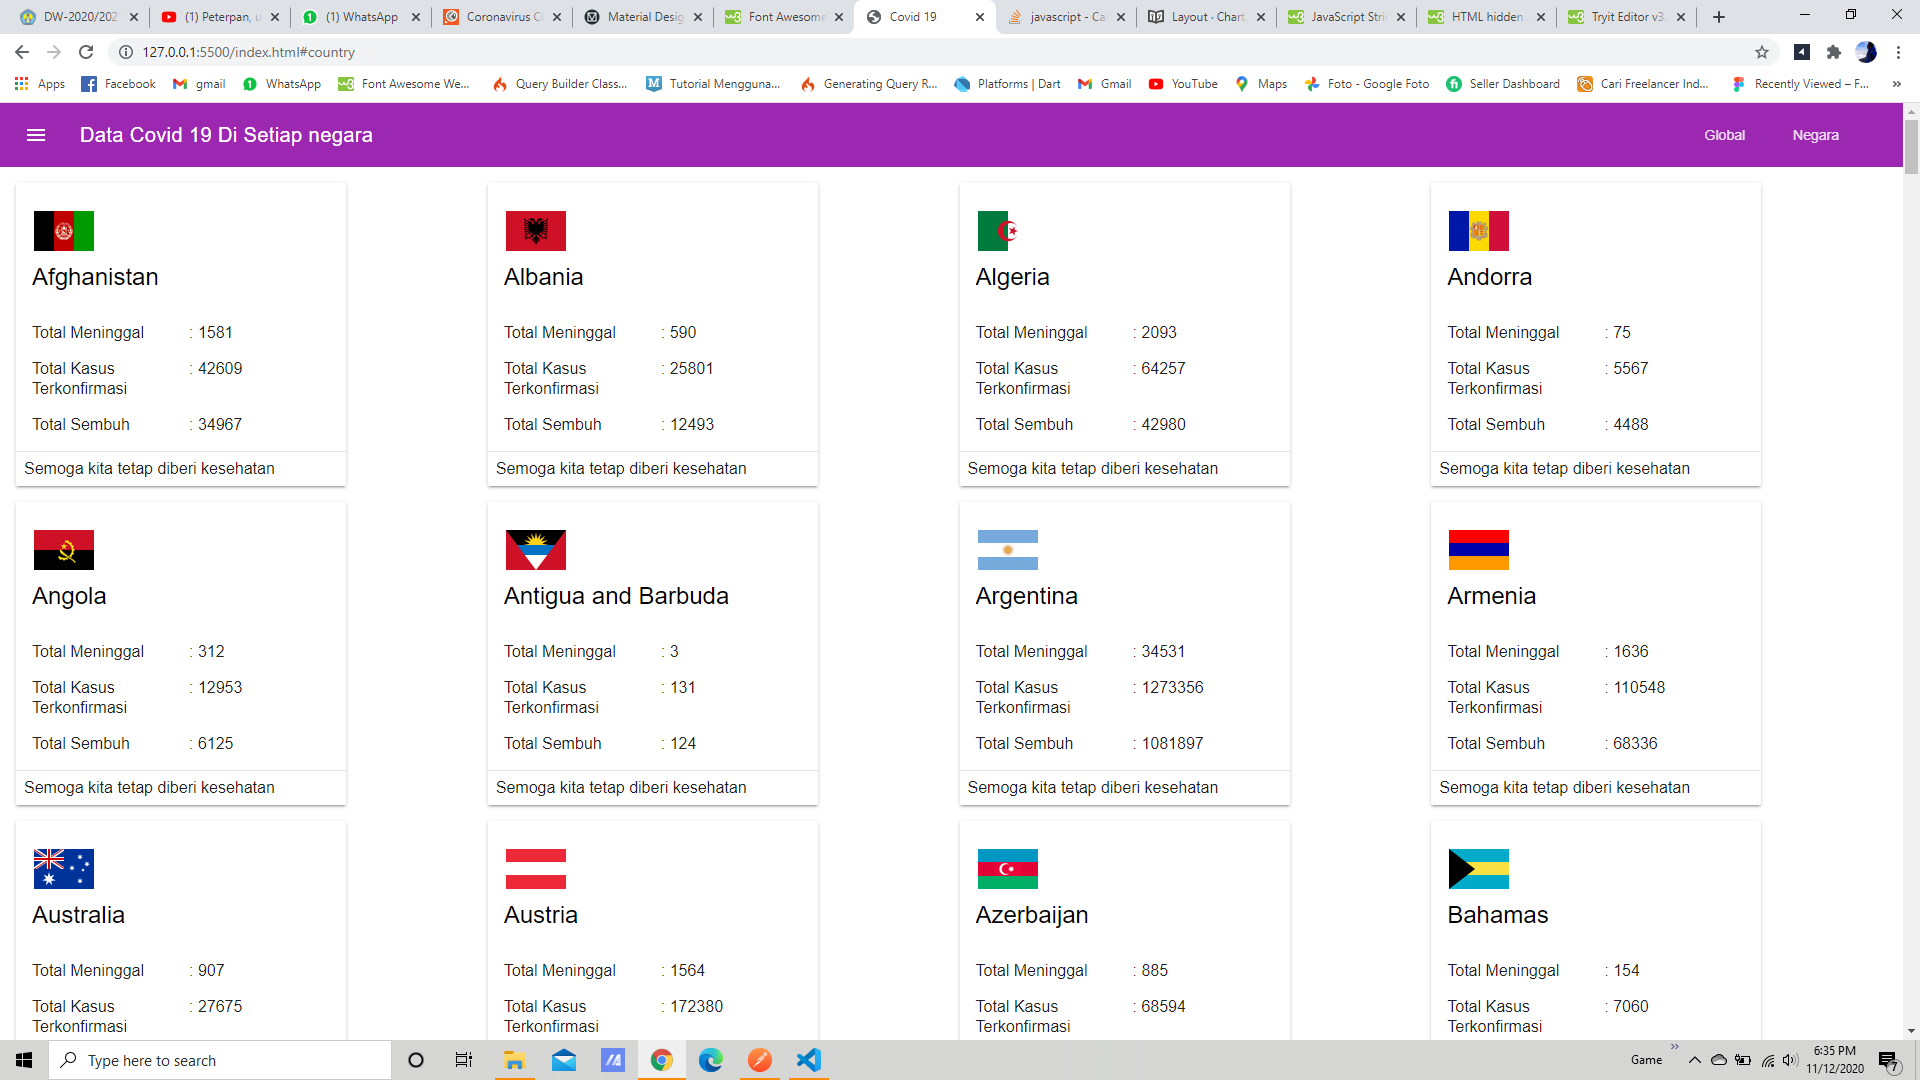 DW-2020/202
(1) Peterpan, u
(1) WhatsApp
Coronavirus C
Material Desig
Font Awesome
Covid 19
javascript - Ca
Layout · Chart
JavaScript Strin
HTML hidden
Tryit Editor v3
127.0.0.1:5500/index.html#country
Apps
Facebook
gmail
WhatsApp
Font Awesome We...
Query Builder Class...
Tutorial Mengguna...
Generating Query R...
Platforms | Dart
Gmail
YouTube
Maps
Foto - Google Foto
Seller Dashboard
Cari Freelancer Ind...
Recently Viewed – F...
Data Covid 19 Di Setiap negara
Global
Negara
Afghanistan
Total Meninggal : 1581
Total Kasus : 42609
Terkonfirmasi
Total Sembuh : 34967
Semoga kita tetap diberi kesehatan
Albania
Total Meninggal : 590
Total Kasus : 25801
Terkonfirmasi
Total Sembuh : 12493
Semoga kita tetap diberi kesehatan
Algeria
Total Meninggal : 2093
Total Kasus : 64257
Terkonfirmasi
Total Sembuh : 42980
Semoga kita tetap diberi kesehatan
Andorra
Total Meninggal : 75
Total Kasus : 5567
Terkonfirmasi
Total Sembuh : 4488
Semoga kita tetap diberi kesehatan
Angola
Total Meninggal : 312
Total Kasus : 12953
Terkonfirmasi
Total Sembuh : 6125
Semoga kita tetap diberi kesehatan
Antigua and Barbuda
Total Meninggal : 3
Total Kasus : 131
Terkonfirmasi
Total Sembuh : 124
Semoga kita tetap diberi kesehatan
Argentina
Total Meninggal : 34531
Total Kasus : 1273356
Terkonfirmasi
Total Sembuh : 1081897
Semoga kita tetap diberi kesehatan
Armenia
Total Meninggal : 1636
Total Kasus : 110548
Terkonfirmasi
Total Sembuh : 68336
Semoga kita tetap diberi kesehatan
Australia
Total Meninggal : 907
Total Kasus : 27675
Terkonfirmasi
Austria
Total Meninggal : 1564
Total Kasus : 172380
Terkonfirmasi
Azerbaijan
Total Meninggal : 885
Total Kasus : 68594
Terkonfirmasi
Bahamas
Total Meninggal : 154
Total Kasus : 7060
Terkonfirmasi
Type here to search
Game
6:35 PM
11/12/2020
7